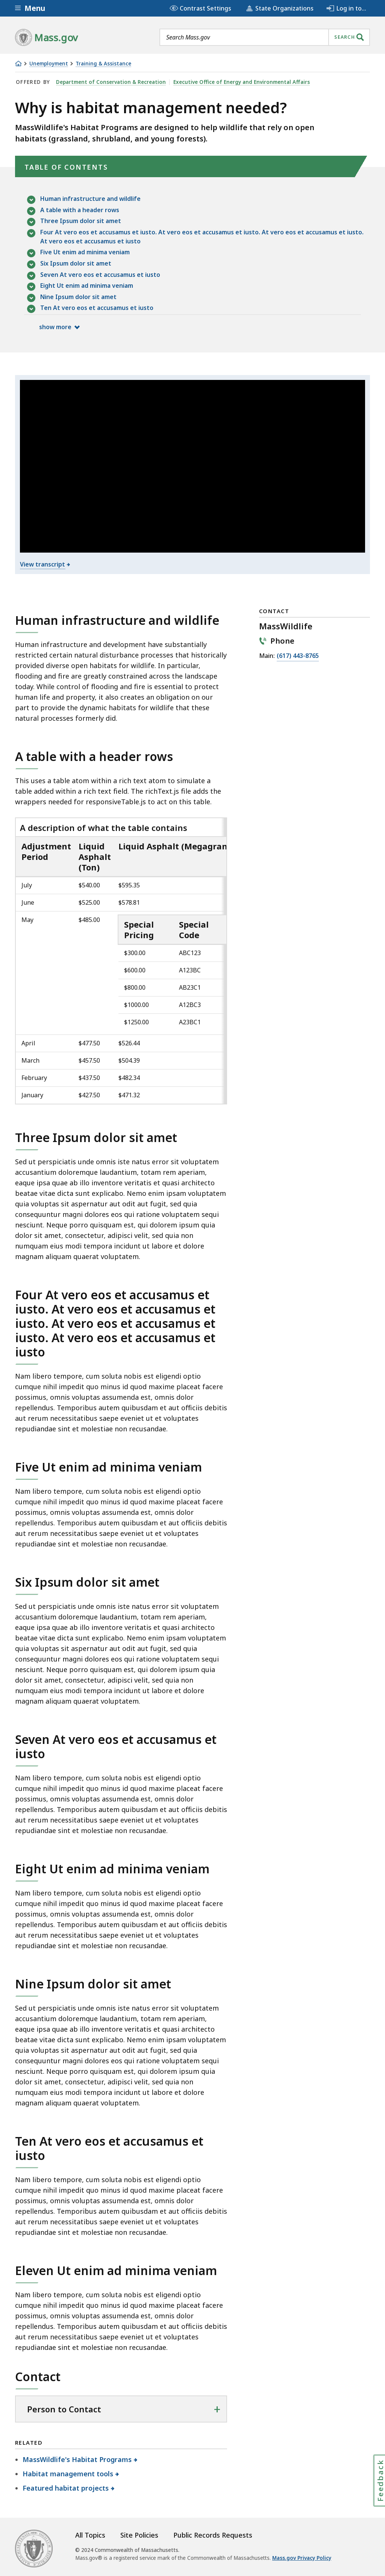 Menu
Contrast Settings
State Organizations
Log in to...
Mass.gov
Search Mass.gov
SEARCH
Unemployment
Training & Assistance
OFFERED BY Department of Conservation & Recreation Executive Office of Energy and Environmental Affairs
Why is habitat management needed?
MassWildlife's Habitat Programs are designed to help wildlife that rely on open
habitats (grassland, shrubland, and young forests).
TABLE OF CONTENTS
Human infrastructure and wildlife
A table with a header rows
Three Ipsum dolor sit amet
Four At vero eos et accusamus et iusto. At vero eos et accusamus et iusto. At vero eos et accusamus et iusto.
At vero eos et accusamus et iusto
Five Ut enim ad minima veniam
Six Ipsum dolor sit amet
Seven At vero eos et accusamus et iusto
Eight Ut enim ad minima veniam
Nine Ipsum dolor sit amet
Ten At vero eos et accusamus et iusto
show more
View transcript
Human infrastructure and wildlife
Human infrastructure and development have substantially
restricted certain natural disturbance processes that historically
provided diverse open habitats for wildlife. In particular,
flooding and fire are greatly constrained across the landscape.
While today, control of flooding and fire is essential to protect
human life and property, it also creates an obligation on our
part to provide the dynamic habitats for wildlife that these
natural processes formerly did.
CONTACT
MassWildlife
Phone
Main: (617) 443-8765
A table with a header rows
This uses a table atom within a rich text atom to simulate a
table added within a rich text field. The richText.js file adds the
wrappers needed for responsiveTable.js to act on this table.
A description of what the table contains
Adjustment Period
Liquid Asphalt (Ton)
Liquid Asphalt (Megagran
July $540.00 $595.35
June $525.00 $578.81
May $485.00
Special Pricing
Special Code
$300.00 ABC123
$600.00 A123BC
$800.00 AB23C1
$1000.00 A12BC3
$1250.00 A23BC1
April $477.50 $526.44
March $457.50 $504.39
February $437.50 $482.34
January $427.50 $471.32
Three Ipsum dolor sit amet
Sed ut perspiciatis unde omnis iste natus error sit voluptatem
accusantium doloremque laudantium, totam rem aperiam,
eaque ipsa quae ab illo inventore veritatis et quasi architecto
beatae vitae dicta sunt explicabo. Nemo enim ipsam voluptatem
quia voluptas sit aspernatur aut odit aut fugit, sed quia
consequuntur magni dolores eos qui ratione voluptatem sequi
nesciunt. Neque porro quisquam est, qui dolorem ipsum quia
dolor sit amet, consectetur, adipisci velit, sed quia non
numquam eius modi tempora incidunt ut labore et dolore
magnam aliquam quaerat voluptatem.
Four At vero eos et accusamus et
iusto. At vero eos et accusamus et
iusto. At vero eos et accusamus et
iusto. At vero eos et accusamus et
iusto
Nam libero tempore, cum soluta nobis est eligendi optio
cumque nihil impedit quo minus id quod maxime placeat facere
possimus, omnis voluptas assumenda est, omnis dolor
repellendus. Temporibus autem quibusdam et aut officiis debitis
aut rerum necessitatibus saepe eveniet ut et voluptates
repudiandae sint et molestiae non recusandae.
Five Ut enim ad minima veniam
Nam libero tempore, cum soluta nobis est eligendi optio
cumque nihil impedit quo minus id quod maxime placeat facere
possimus, omnis voluptas assumenda est, omnis dolor
repellendus. Temporibus autem quibusdam et aut officiis debitis
aut rerum necessitatibus saepe eveniet ut et voluptates
repudiandae sint et molestiae non recusandae.
Six Ipsum dolor sit amet
Sed ut perspiciatis unde omnis iste natus error sit voluptatem
accusantium doloremque laudantium, totam rem aperiam,
eaque ipsa quae ab illo inventore veritatis et quasi architecto
beatae vitae dicta sunt explicabo. Nemo enim ipsam voluptatem
quia voluptas sit aspernatur aut odit aut fugit, sed quia
consequuntur magni dolores eos qui ratione voluptatem sequi
nesciunt. Neque porro quisquam est, qui dolorem ipsum quia
dolor sit amet, consectetur, adipisci velit, sed quia non
numquam eius modi tempora incidunt ut labore et dolore
magnam aliquam quaerat voluptatem.
Seven At vero eos et accusamus et
iusto
Nam libero tempore, cum soluta nobis est eligendi optio
cumque nihil impedit quo minus id quod maxime placeat facere
possimus, omnis voluptas assumenda est, omnis dolor
repellendus. Temporibus autem quibusdam et aut officiis debitis
aut rerum necessitatibus saepe eveniet ut et voluptates
repudiandae sint et molestiae non recusandae.
Eight Ut enim ad minima veniam
Nam libero tempore, cum soluta nobis est eligendi optio
cumque nihil impedit quo minus id quod maxime placeat facere
possimus, omnis voluptas assumenda est, omnis dolor
repellendus. Temporibus autem quibusdam et aut officiis debitis
aut rerum necessitatibus saepe eveniet ut et voluptates
repudiandae sint et molestiae non recusandae.
Nine Ipsum dolor sit amet
Sed ut perspiciatis unde omnis iste natus error sit voluptatem
accusantium doloremque laudantium, totam rem aperiam,
eaque ipsa quae ab illo inventore veritatis et quasi architecto
beatae vitae dicta sunt explicabo. Nemo enim ipsam voluptatem
quia voluptas sit aspernatur aut odit aut fugit, sed quia
consequuntur magni dolores eos qui ratione voluptatem sequi
nesciunt. Neque porro quisquam est, qui dolorem ipsum quia
dolor sit amet, consectetur, adipisci velit, sed quia non
numquam eius modi tempora incidunt ut labore et dolore
magnam aliquam quaerat voluptatem.
Ten At vero eos et accusamus et
iusto
Nam libero tempore, cum soluta nobis est eligendi optio
cumque nihil impedit quo minus id quod maxime placeat facere
possimus, omnis voluptas assumenda est, omnis dolor
repellendus. Temporibus autem quibusdam et aut officiis debitis
aut rerum necessitatibus saepe eveniet ut et voluptates
repudiandae sint et molestiae non recusandae.
Eleven Ut enim ad minima veniam
Nam libero tempore, cum soluta nobis est eligendi optio
cumque nihil impedit quo minus id quod maxime placeat facere
possimus, omnis voluptas assumenda est, omnis dolor
repellendus. Temporibus autem quibusdam et aut officiis debitis
aut rerum necessitatibus saepe eveniet ut et voluptates
repudiandae sint et molestiae non recusandae.
Contact
Person to Contact
RELATED
MassWildlife's Habitat Programs
Habitat management tools
Featured habitat projects
Feedback
All Topics
Site Policies
Public Records Requests
© 2024 Commonwealth of Massachusetts.
Mass.gov® is a registered service mark of the Commonwealth of Massachusetts. Mass.gov Privacy Policy